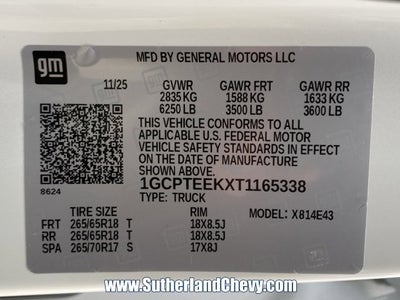 gm
MFD BY GENERAL MOTORS LLC
11/25 GVWR GAWR FRT GAWR RR
2835 KG 1588 KG 1633 KG
6250 LB 3500 LB 3600 LB
THIS VEHICLE CONFORMS TO ALL
APPLICABLE U.S. FEDERAL MOTOR
VEHICLE SAFETY STANDARDS IN
EFFECT ON THE DATE OF MANUFACTURE
SHOWN ABOVE.
8624
1GCPTEEKXT1165338
TYPE: TRUCK
TIRE SIZE RIM MODEL: X814E43
FRT 265/65R18 T 18X8.5J
RR 265/65R18 T 18X8.5J
SPA 265/70R17 S 17X8J
www.SutherlandChevy.com